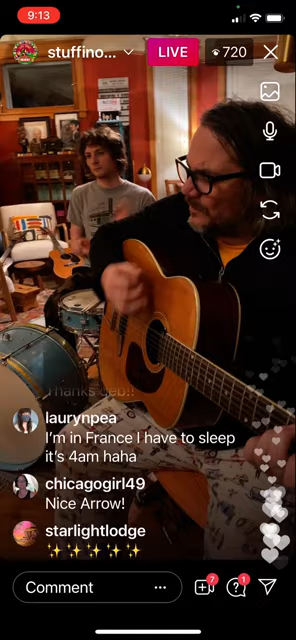 9:13
stuffino...
LIVE
720
Thanks deb!!
laurynpea
I'm in France I have to sleep
it's 4am haha
chicagogirl49
Nice Arrow!
starlightlodge
✨✨✨✨✨✨
Comment
7
1